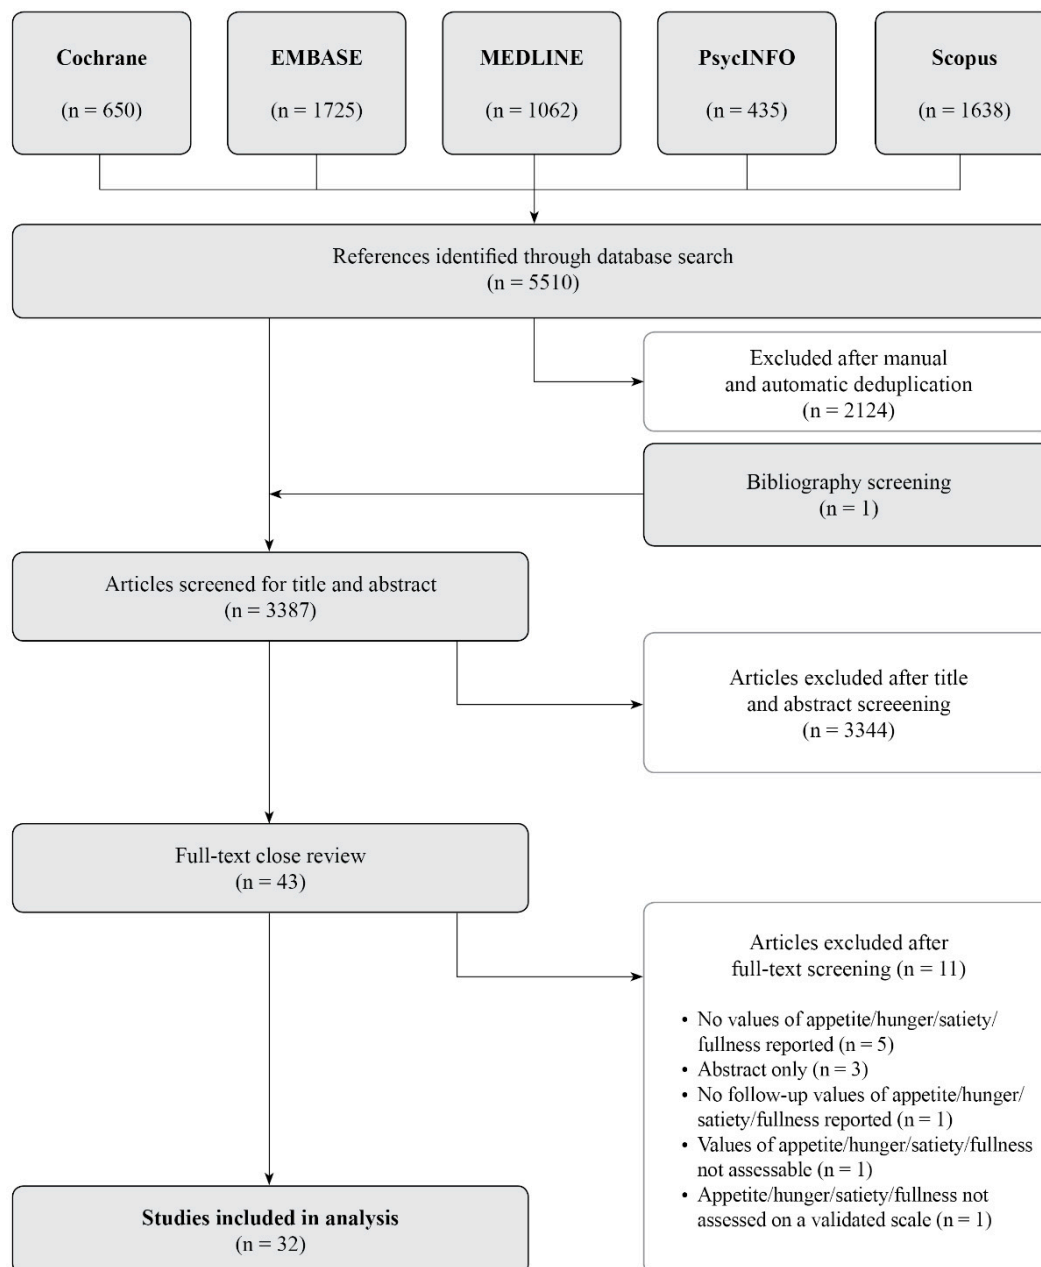 Cochrane
(n = 650)
EMBASE
(n = 1725)
MEDLINE
(n = 1062)
PsycINFO
(n = 435)
Scopus
(n = 1638)
References identified through database search
(n = 5510)
Excluded after manual
and automatic deduplication
(n = 2124)
Bibliography screening
(n = 1)
Articles screened for title and abstract
(n = 3387)
Articles excluded after title
and abstract screeening
(n = 3344)
Full-text close review
(n = 43)
Articles excluded after
full-text screening (n = 11)
• No values of appetite/hunger/satiety/
fullness reported (n = 5)
• Abstract only (n = 3)
• No follow-up values of appetite/hunger/
satiety/fullness reported (n = 1)
• Values of appetite/hunger/satiety/fullness
not assessable (n = 1)
• Appetite/hunger/satiety/fullness not
assessed on a validated scale (n = 1)
Studies included in analysis
(n = 32)